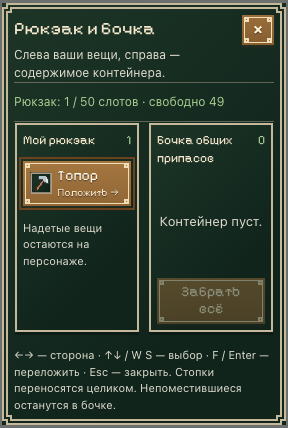 Рюкзак и бочка
×
Слева ваши вещи, справа —
содержимое контейнера.
Рюкзак: 1 / 50 слотов · свободно 49
Мой рюкзак 1
Топор
Положить →
Надетые вещи
остаются на
персонаже.
Бочка общих 0
припасов
Контейнер пуст.
Забрать
всё
←→ — сторона · ↑↓ / W S — выбор · F / Enter —
переложить · Esc — закрыть. Стопки
переносятся целиком. Непоместившиеся
останутся в бочке.